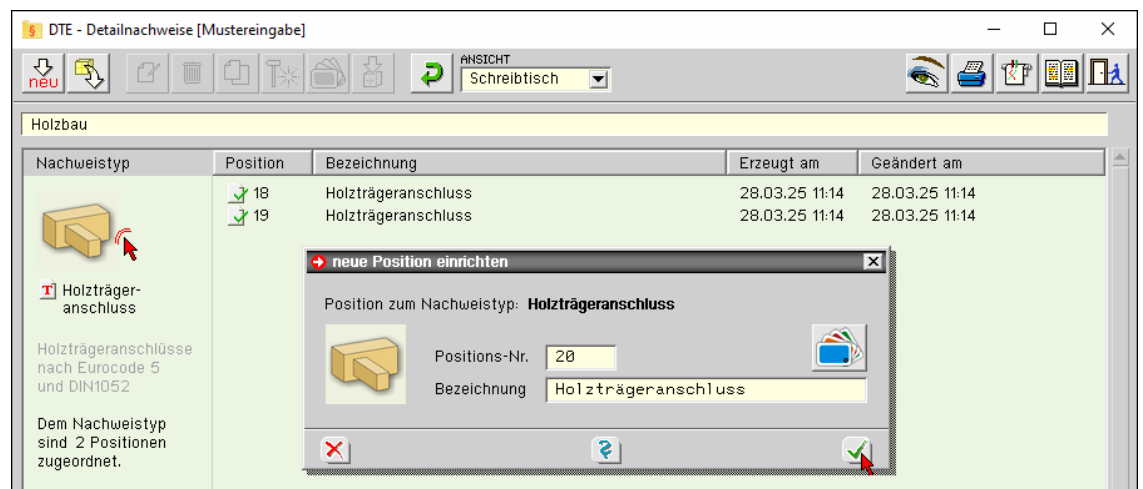 DTE - Detailnachweise [Mustereingabe]
neu
ANSICHT
Schreibtisch
Holzbau
Nachweistyp Position Bezeichnung Erzeugt am Geändert am
18 Holzträgeranschluss 28.03.25 11:14 28.03.25 11:14
19 Holzträgeranschluss 28.03.25 11:14 28.03.25 11:14
T Holzträger-
anschluss
Holzträgeranschlüsse
nach Eurocode 5
und DIN1052
Dem Nachweistyp
sind 2 Positionen
zugeordnet.
neue Position einrichten
Position zum Nachweistyp: Holzträgeranschluss
Positions-Nr. 20
Bezeichnung Holzträgeranschluss